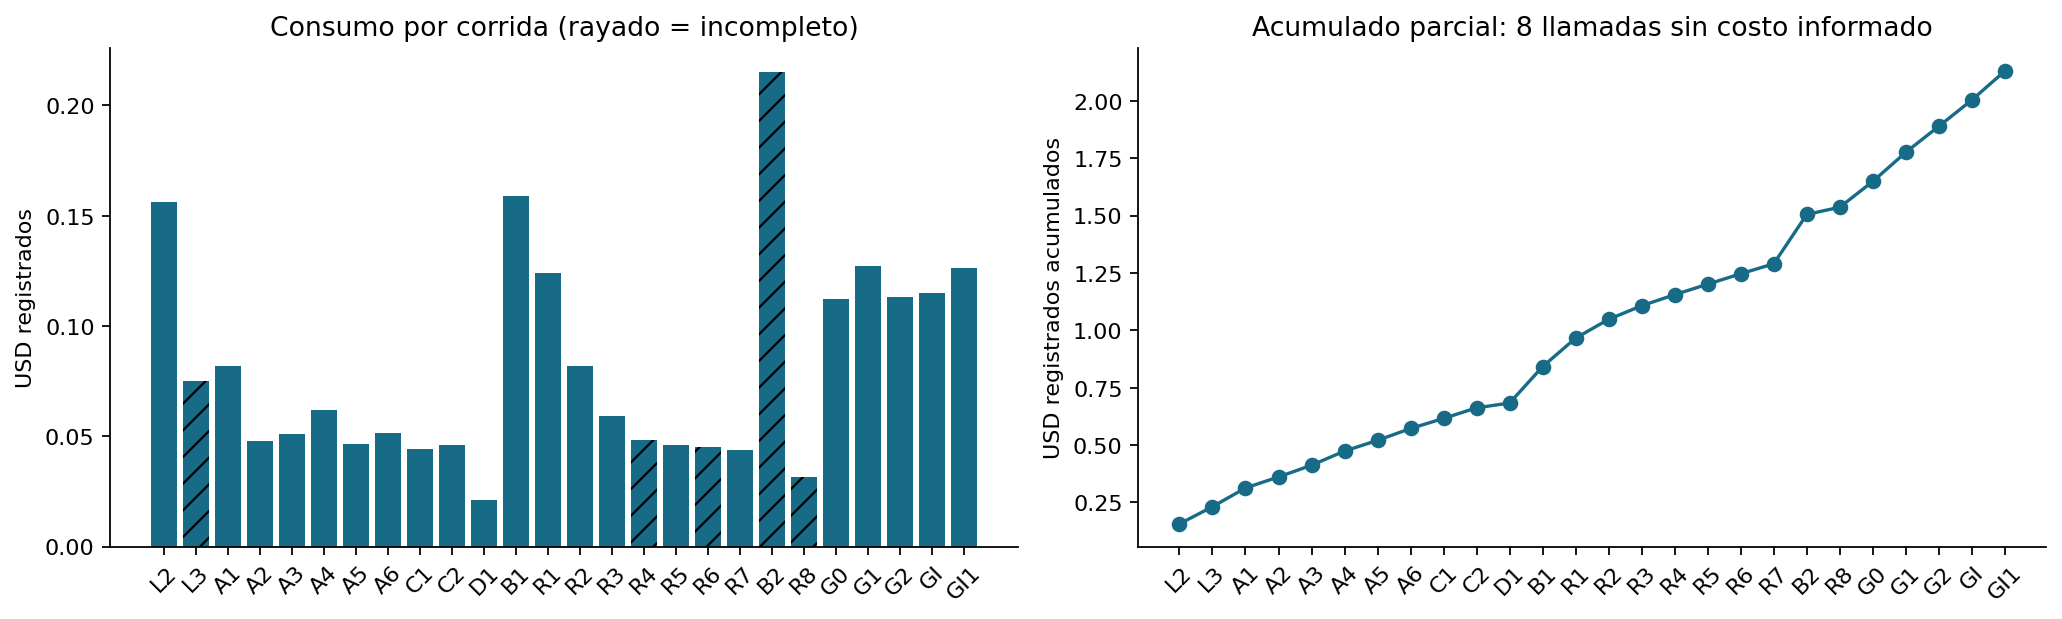 Consumo por corrida (rayado = incompleto)
USD registrados
0.20
0.15
0.10
0.05
0.00
L2 L3 A1 A2 A3 A4 A5 A6 C1 C2 D1 B1 R1 R2 R3 R4 R5 R6 R7 B2 R8 G0 G1 G2 GI GI1
Acumulado parcial: 8 llamadas sin costo informado
USD registrados acumulados
2.00
1.75
1.50
1.25
1.00
0.75
0.50
0.25
L2 L3 A1 A2 A3 A4 A5 A6 C1 C2 D1 B1 R1 R2 R3 R4 R5 R6 R7 B2 R8 G0 G1 G2 GI GI1